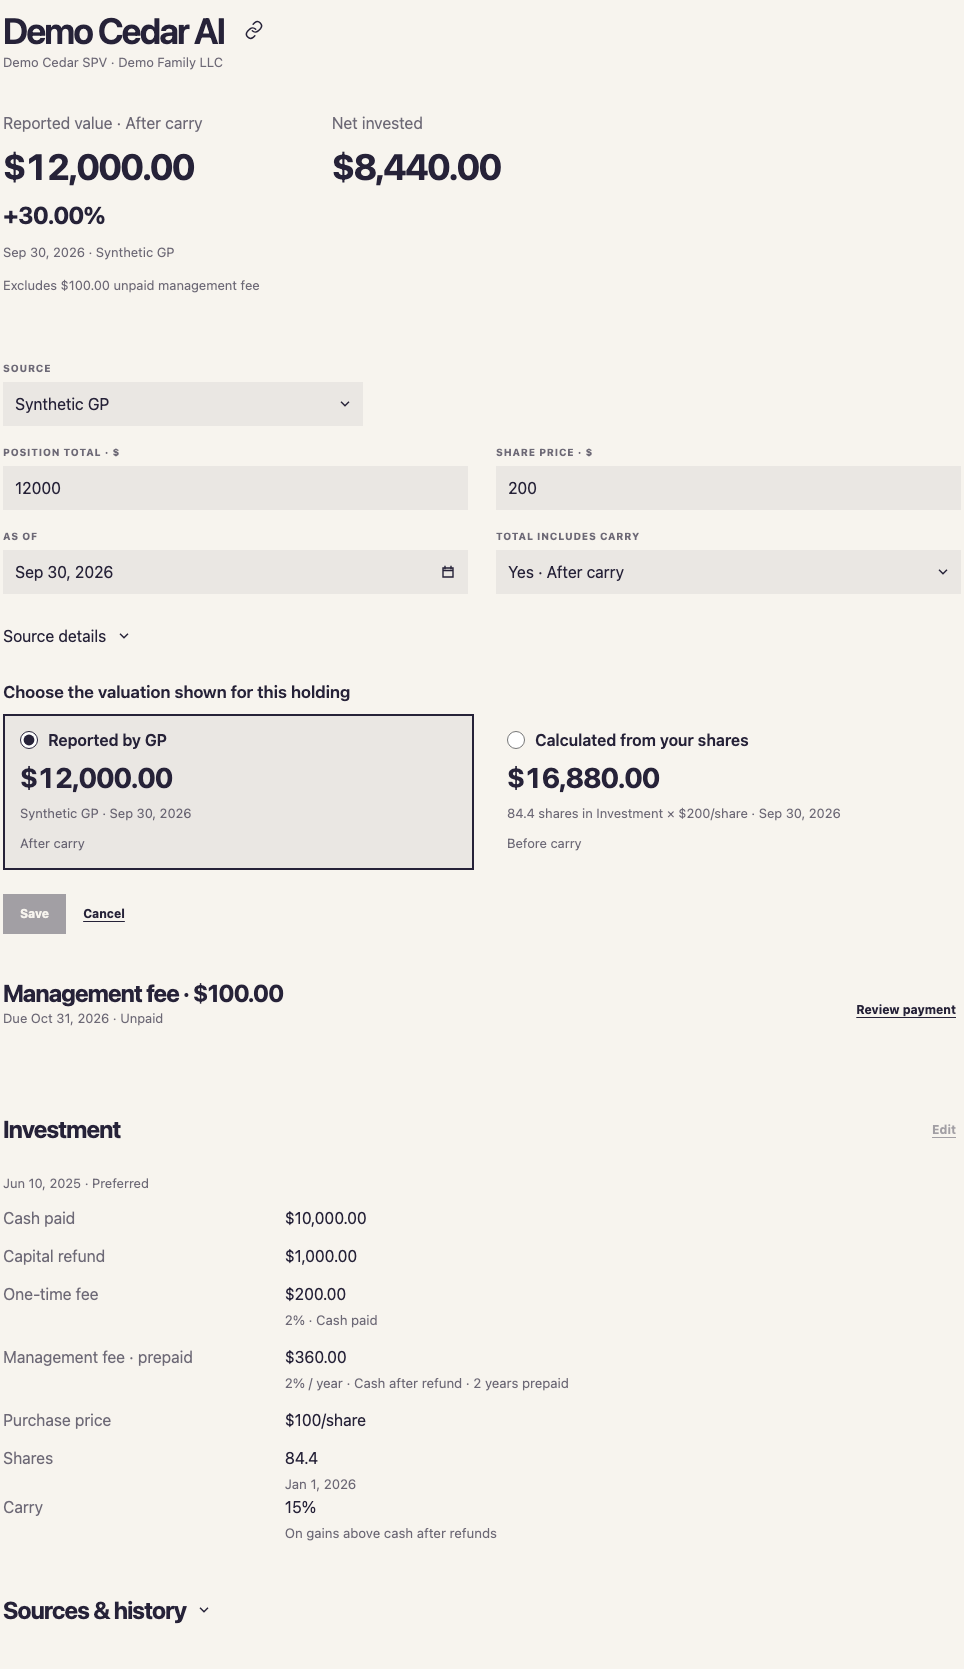 Demo Cedar AI
Demo Cedar SPV · Demo Family LLC
Reported value · After carry
$12,000.00
+30.00%
Sep 30, 2026 · Synthetic GP
Excludes $100.00 unpaid management fee
Net invested
$8,440.00
SOURCE
Synthetic GP
POSITION TOTAL · $
12000
SHARE PRICE · $
200
AS OF
Sep 30, 2026
TOTAL INCLUDES CARRY
Yes · After carry
Source details
Choose the valuation shown for this holding
Reported by GP
$12,000.00
Synthetic GP · Sep 30, 2026
After carry
Calculated from your shares
$16,880.00
84.4 shares in Investment × $200/share · Sep 30, 2026
Before carry
Save
Cancel
Management fee · $100.00
Due Oct 31, 2026 · Unpaid
Review payment
Investment
Edit
Jun 10, 2025 · Preferred
Cash paid
$10,000.00
Capital refund
$1,000.00
One-time fee
$200.00
2% · Cash paid
Management fee · prepaid
$360.00
2% / year · Cash after refund · 2 years prepaid
Purchase price
$100/share
Shares
84.4
Jan 1, 2026
Carry
15%
On gains above cash after refunds
Sources & history